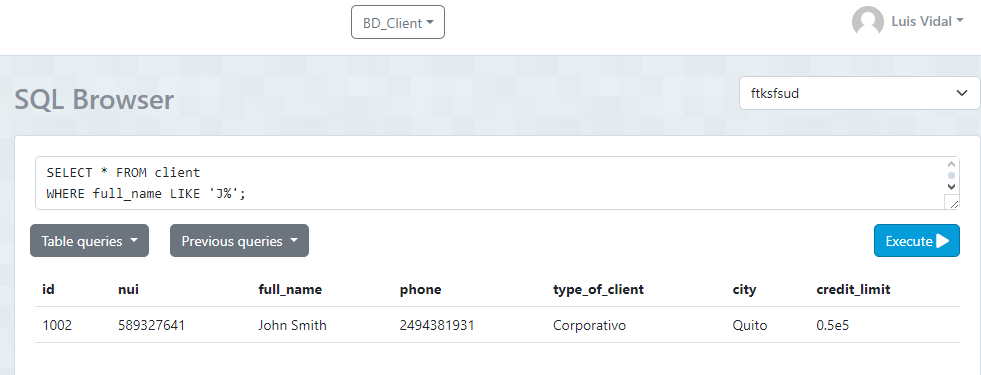 BD_Client
Luis Vidal
SQL Browser
ftksfsud
SELECT * FROM client
WHERE full_name LIKE 'J%';
Table queries Previous queries Execute
id nui full_name phone type_of_client city credit_limit
1002 589327641 John Smith 2494381931 Corporativo Quito 0.5e5